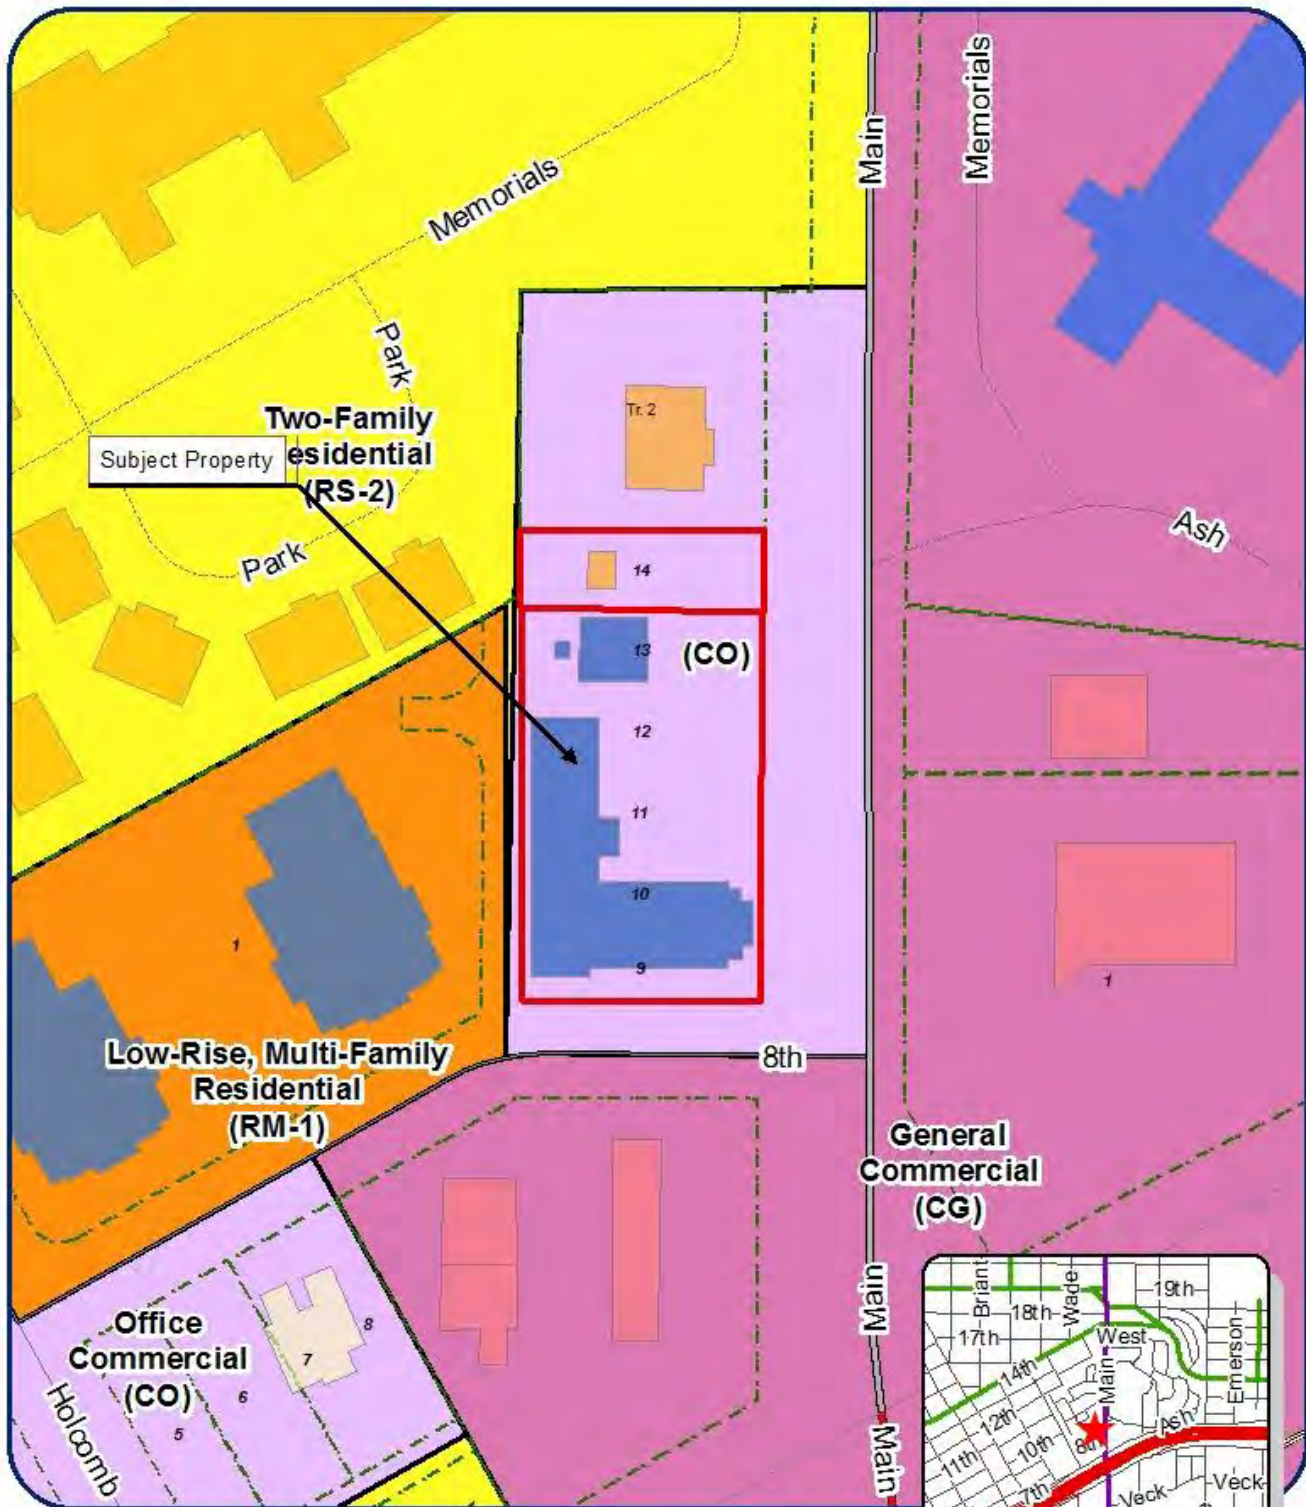 Main
Memorials
Memorials
Park
Tr. 2
Two-Family
esidential
(RS-2)
Subject Property
Ash
Park
14
13
(CO)
12
11
10
9
1
1
Low-Rise, Multi-Family
Residential
(RM-1)
8th
General
Commercial
(CG)
Main
Office
Commercial
(CO)
8
7
6
5
Holcomb
Main
Briant
Wade
19th
18th
17th
West
Emerson
14th
Main
12th
Ash
10th
8th
11th
7th
Veck
Veck